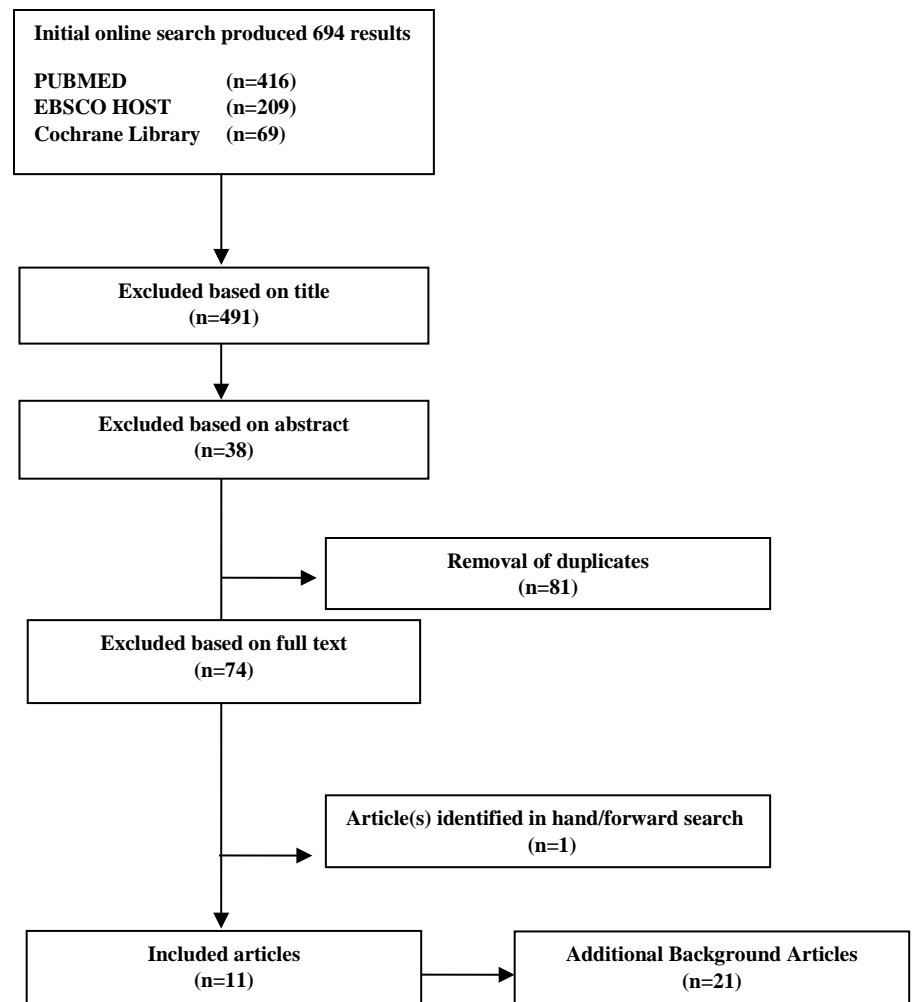 Initial online search produced 694 results
PUBMED (n=416)
EBSCO HOST (n=209)
Cochrane Library (n=69)
Excluded based on title
(n=491)
Excluded based on abstract
(n=38)
Removal of duplicates
(n=81)
Excluded based on full text
(n=74)
Article(s) identified in hand/forward search
(n=1)
Included articles
(n=11)
Additional Background Articles
(n=21)